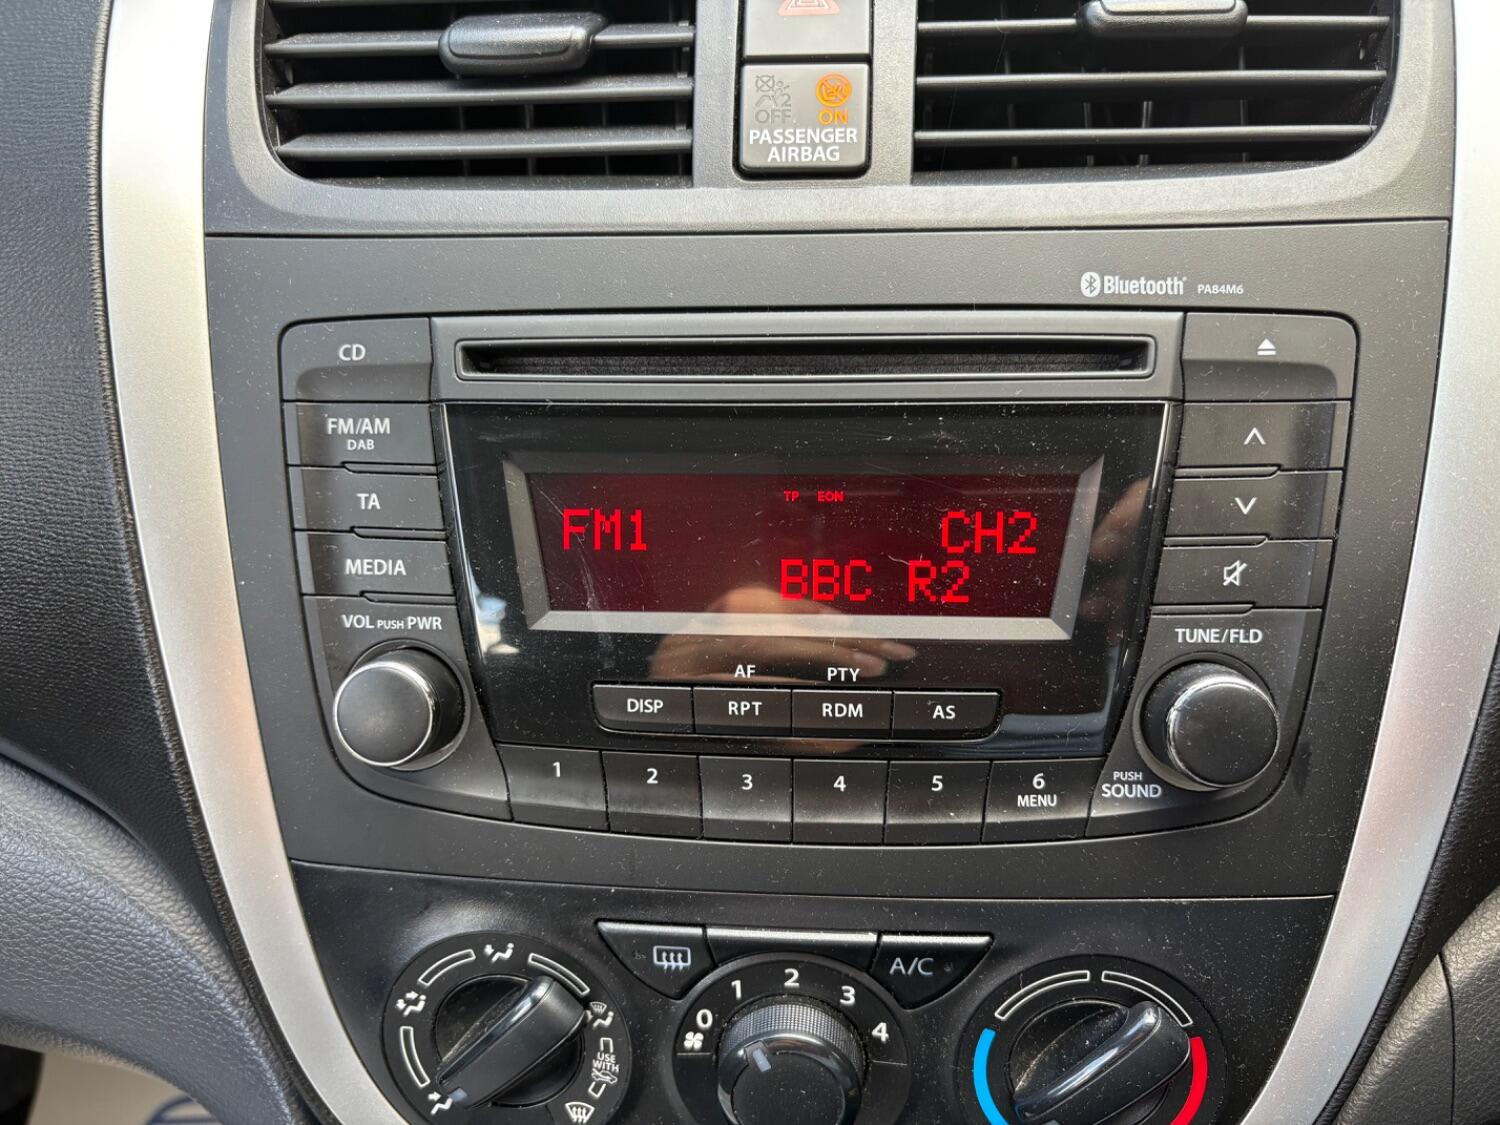 OFF ON
PASSENGER
AIRBAG
Bluetooth PA84M6
CD
FM/AM
DAB
TA
MEDIA
VOL PUSH PWR
TP EON
FM1 CH2
BBC R2
AF PTY
DISP RPT RDM AS
TUNE/FLD
PUSH
SOUND
1 2 3 4 5 6
MENU
A/C
0 1 2 3 4
USE
WITH